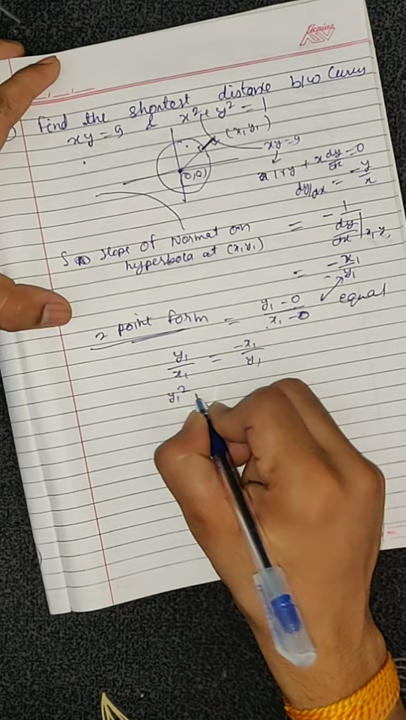 Find the shortest distance b/w curves
xy = 9 & x² + y² = 1
(x₁, y₁)
xy = 9
(0,0)
x dy/dx = 0
dy/dx = -y/x
Slope of Normal on hyperbola at (x₁ y₁) = -1/(dy/dx)|x₁ y₁
= -x₁/-y₁
2 point form = (y₁ - 0)/(x₁ - 0) equal
y₁/x₁ = -x₁/y₁
y₁²